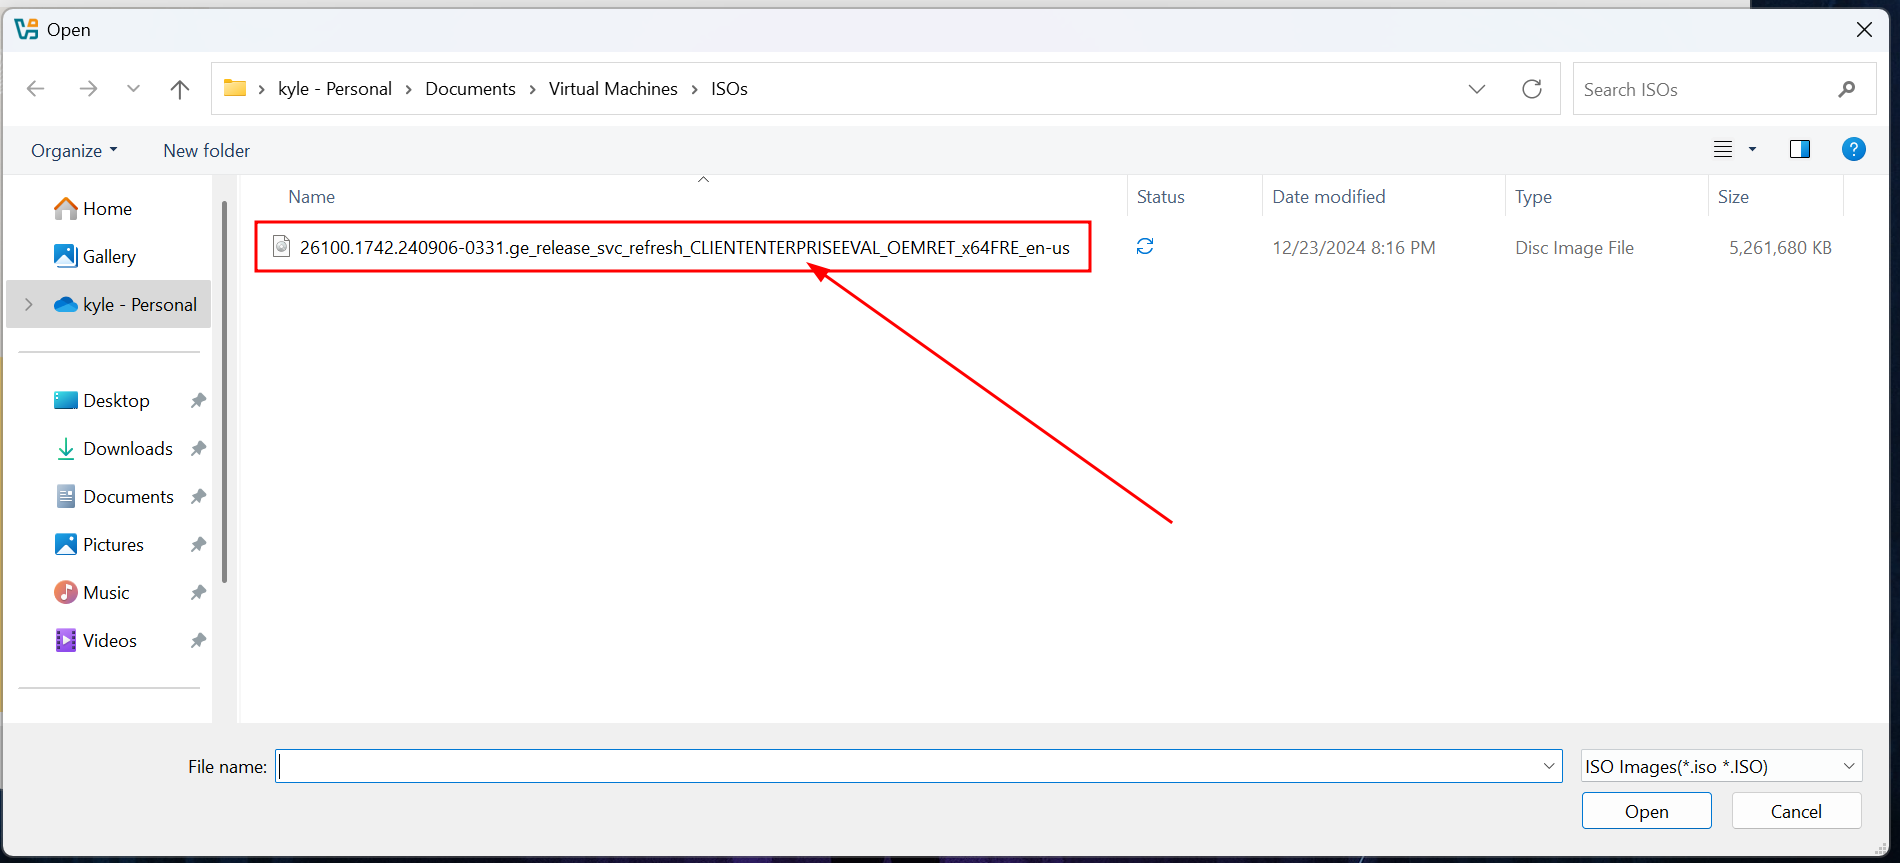 Open
kyle - Personal > Documents > Virtual Machines > ISOs
Search ISOs
Organize
New folder
?
Name
Status
Date modified
Type
Size
26100.1742.240906-0331.ge_release_svc_refresh_CLIENTENTERPRISEEVAL_OEMRET_x64FRE_en-us
12/23/2024 8:16 PM
Disc Image File
5,261,680 KB
Home
Gallery
kyle - Personal
Desktop
Downloads
Documents
Pictures
Music
Videos
File name:
ISO Images(*.iso *.ISO)
Open
Cancel